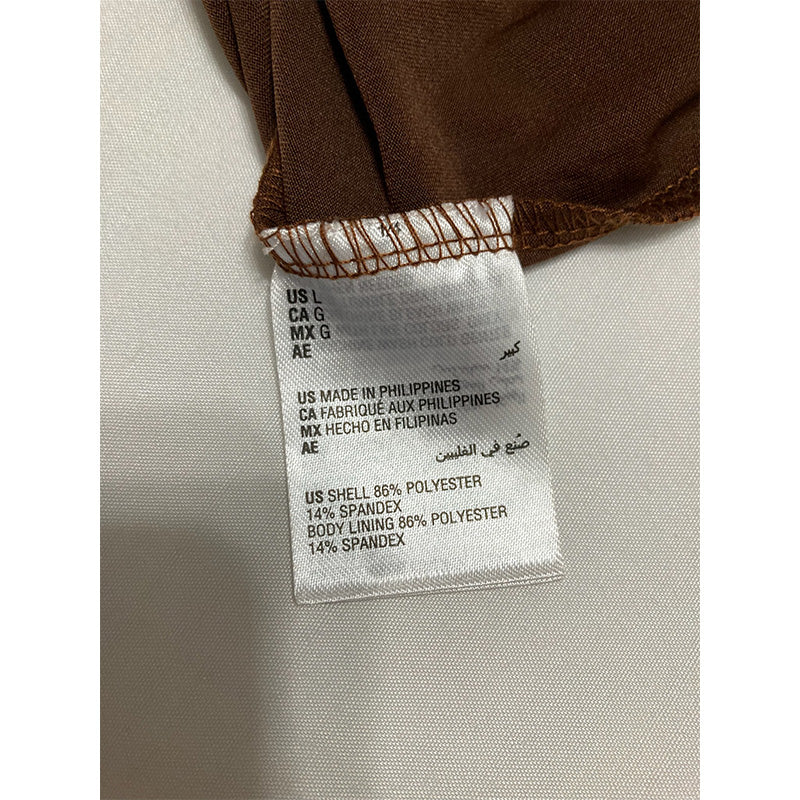 US L
CA G
MX G
AE كبير
US MADE IN PHILIPPINES
CA FABRIQUÉ AUX PHILIPPINES
MX HECHO EN FILIPINAS
AE صُنع في الفلبين
US SHELL 86% POLYESTER
14% SPANDEX
BODY LINING 86% POLYESTER
14% SPANDEX